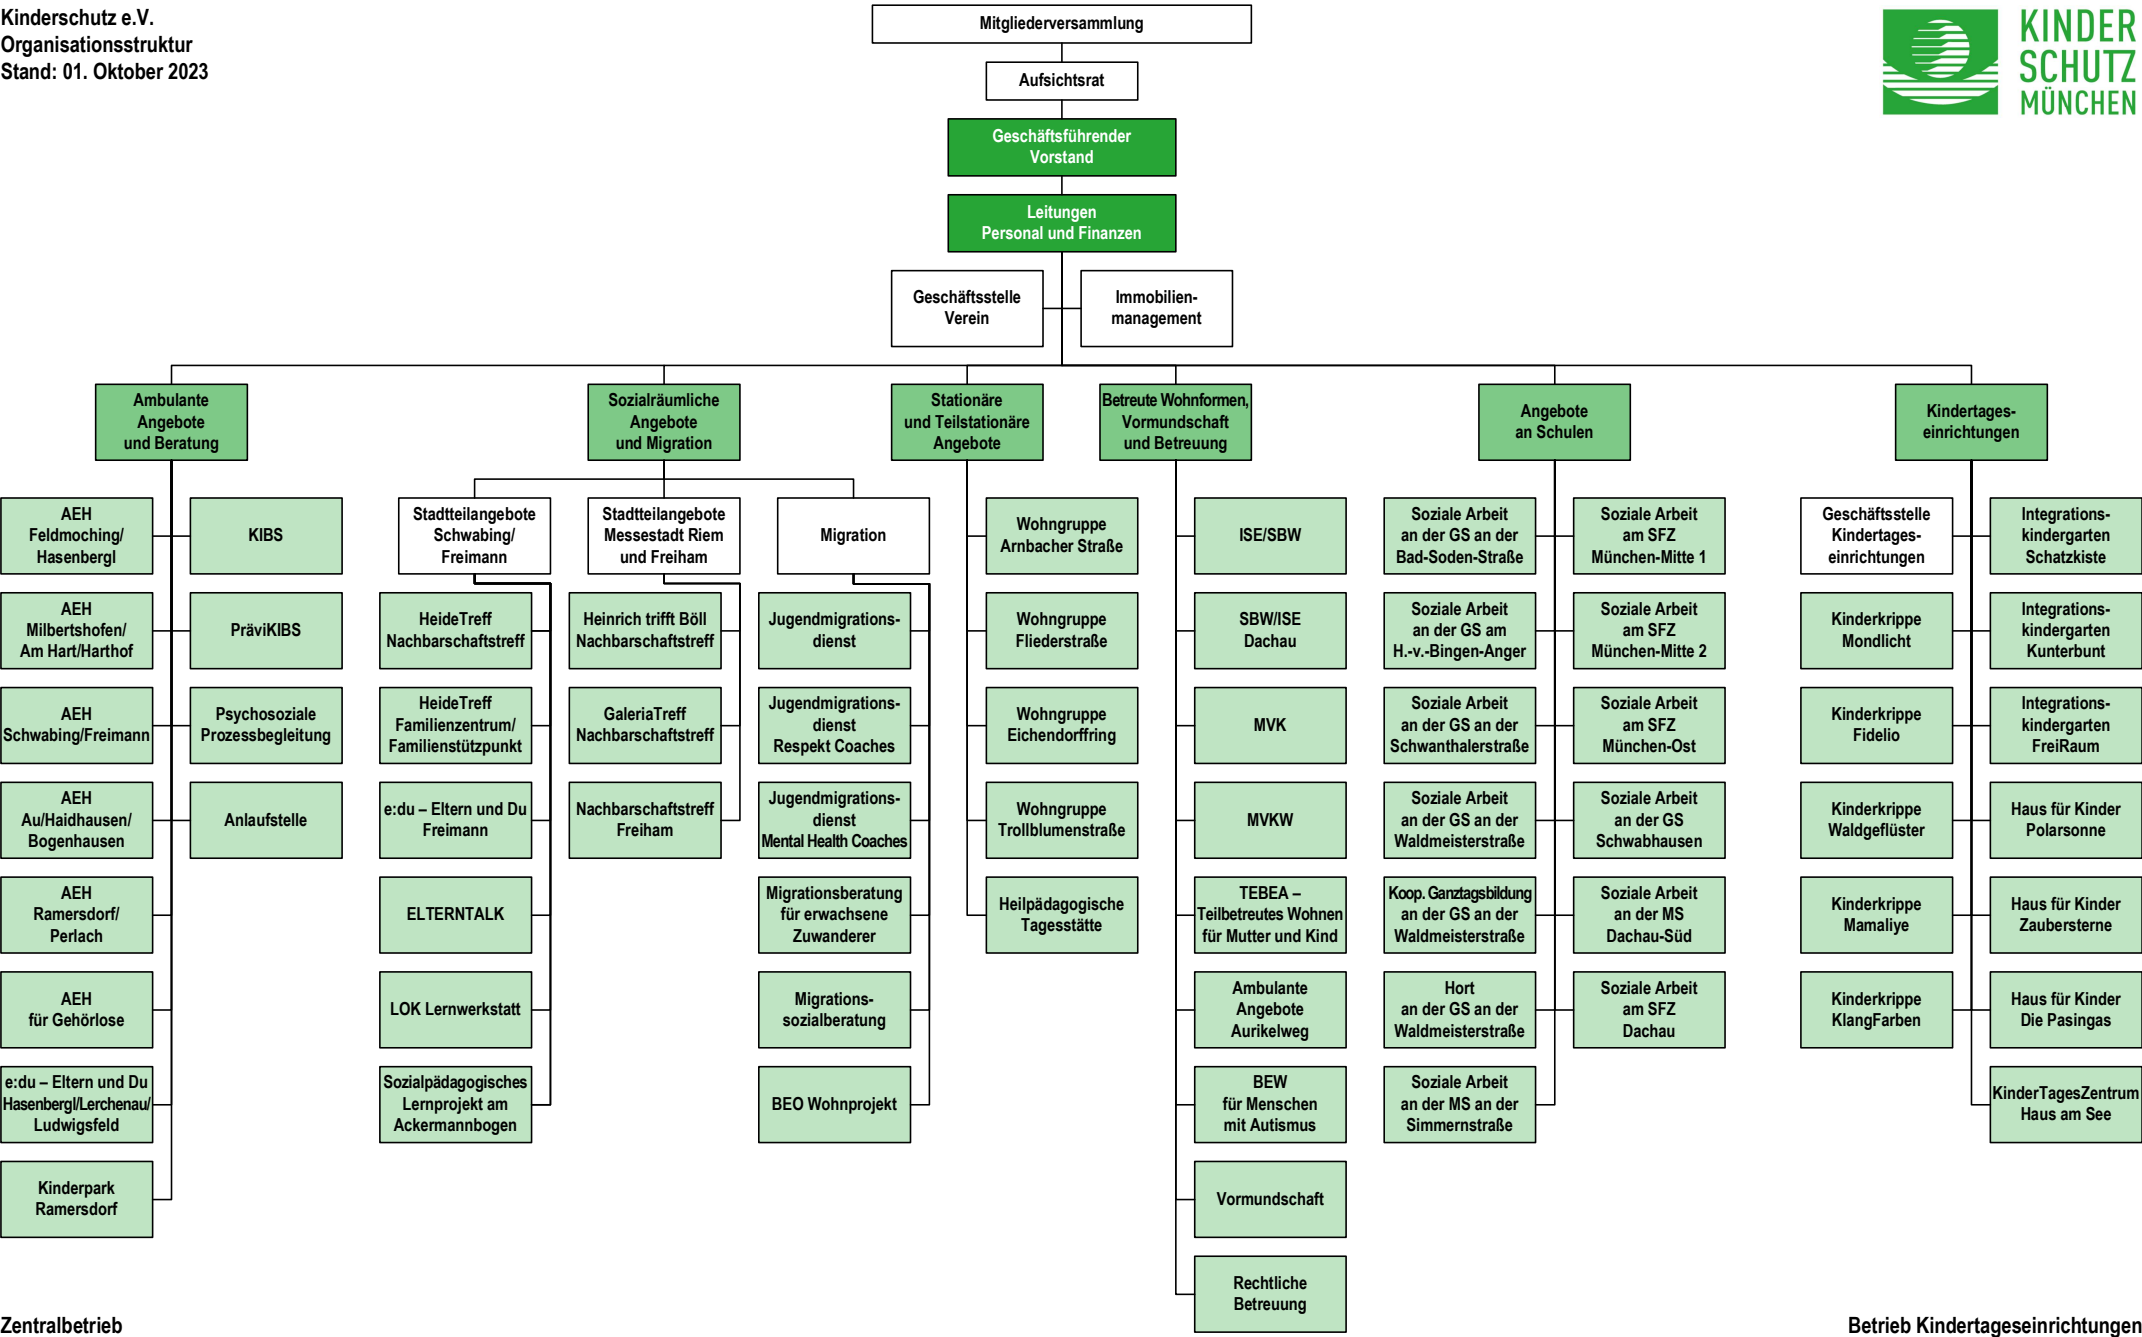 Kinderschutz e.V.
Organisationsstruktur
Stand: 01. Oktober 2023
KINDER
SCHUTZ
MÜNCHEN
Mitgliederversammlung
Aufsichtsrat
Geschäftsführender
Vorstand
Leitungen
Personal und Finanzen
Geschäftsstelle
Verein
Immobilien-
management
Ambulante
Angebote
und Beratung
AEH
Feldmoching/
Hasenbergl
AEH
Milbertshofen/
Am Hart/Harthof
AEH
Schwabing/Freimann
AEH
Au/Haidhausen/
Bogenhausen
AEH
Ramersdorf/
Perlach
AEH
für Gehörlose
e:du – Eltern und Du
Hasenbergl/Lerchenau/
Ludwigsfeld
Kinderpark
Ramersdorf
KIBS
PräviKIBS
Psychosoziale
Prozessbegleitung
Anlaufstelle
Sozialräumliche
Angebote
und Migration
Stadtteilangebote
Schwabing/
Freimann
HeideTreff
Nachbarschaftstreff
HeideTreff
Familienzentrum/
Familienstützpunkt
e:du – Eltern und Du
Freimann
ELTERNTALK
LOK Lernwerkstatt
Sozialpädagogisches
Lernprojekt am
Ackermannbogen
Stadtteilangebote
Messestadt Riem
und Freiham
Heinrich trifft Böll
Nachbarschaftstreff
GaleriaTreff
Nachbarschaftstreff
Nachbarschaftstreff
Freiham
Migration
Jugendmigrations-
dienst
Jugendmigrations-
dienst
Respekt Coaches
Jugendmigrations-
dienst
Mental Health Coaches
Migrationsberatung
für erwachsene
Zuwanderer
Migrations-
sozialberatung
BEO Wohnprojekt
Stationäre
und Teilstationäre
Angebote
Wohngruppe
Arnbacher Straße
Wohngruppe
Fliederstraße
Wohngruppe
Eichendorffring
Wohngruppe
Trollblumenstraße
Heilpädagogische
Tagesstätte
Betreute Wohnformen,
Vormundschaft
und Betreuung
ISE/SBW
SBW/ISE
Dachau
MVK
MVKW
TEBEA –
Teilbetreutes Wohnen
für Mutter und Kind
Ambulante
Angebote
Aurikelweg
BEW
für Menschen
mit Autismus
Vormundschaft
Rechtliche
Betreuung
Angebote
an Schulen
Soziale Arbeit
an der GS an der
Bad-Soden-Straße
Soziale Arbeit
an der GS am
H.-v.-Bingen-Anger
Soziale Arbeit
an der GS an der
Schwanthalerstraße
Soziale Arbeit
an der GS an der
Waldmeisterstraße
Koop. Ganztagsbildung
an der GS an der
Waldmeisterstraße
Hort
an der GS an der
Waldmeisterstraße
Soziale Arbeit
an der MS an der
Simmernstraße
Soziale Arbeit
am SFZ
München-Mitte 1
Soziale Arbeit
am SFZ
München-Mitte 2
Soziale Arbeit
am SFZ
München-Ost
Soziale Arbeit
an der GS
Schwabhausen
Soziale Arbeit
an der MS
Dachau-Süd
Soziale Arbeit
am SFZ
Dachau
Kindertages-
einrichtungen
Geschäftsstelle
Kindertages-
einrichtungen
Kinderkrippe
Mondlicht
Kinderkrippe
Fidelio
Kinderkrippe
Waldgeflüster
Kinderkrippe
Mamaliye
Kinderkrippe
KlangFarben
Integrations-
kindergarten
Schatzkiste
Integrations-
kindergarten
Kunterbunt
Integrations-
kindergarten
FreiRaum
Haus für Kinder
Polarsonne
Haus für Kinder
Zaubersterne
Haus für Kinder
Die Pasingas
KinderTagesZentrum
Haus am See
Zentralbetrieb
Betrieb Kindertageseinrichtungen